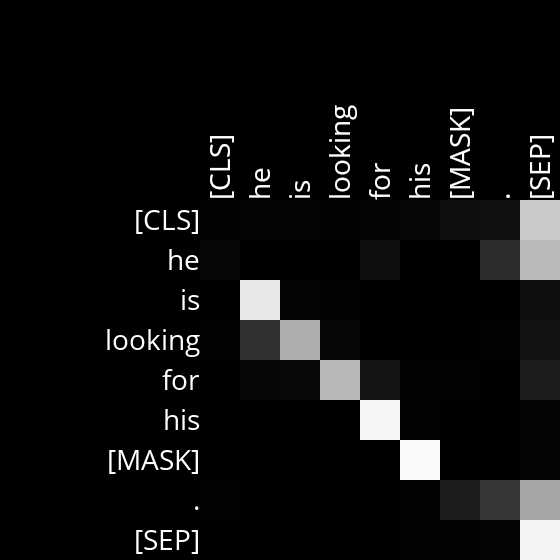 [CLS] he is looking for his [MASK] . [SEP]
[CLS]
he
is
looking
for
his
[MASK]
.
[SEP]